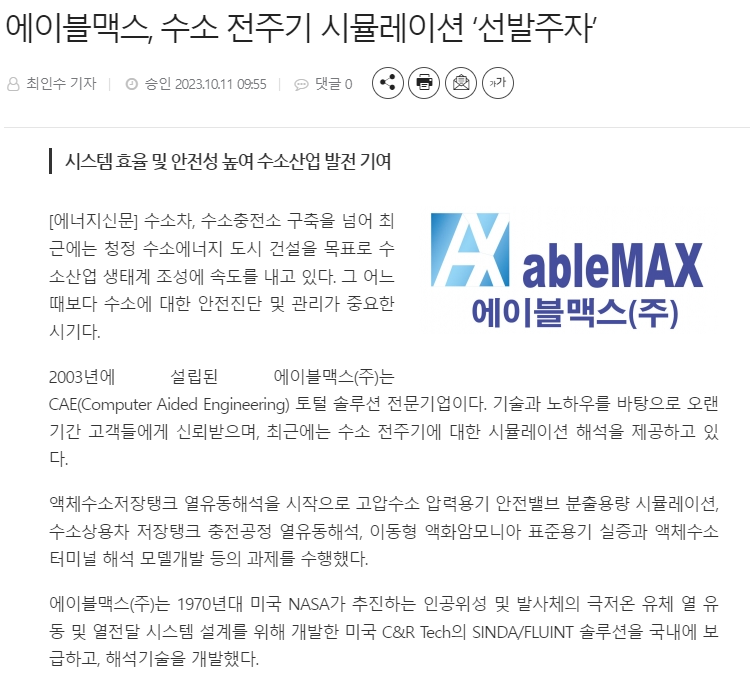 에이블맥스, 수소 전주기 시뮬레이션 ‘선발주자’
최인수 기자 승인 2023.10.11 09:55 댓글 0 가가
시스템 효율 및 안전성 높여 수소산업 발전 기여
[에너지신문] 수소차, 수소충전소 구축을 넘어 최
근에는 청정 수소에너지 도시 건설을 목표로 수
소산업 생태계 조성에 속도를 내고 있다. 그 어느
때보다 수소에 대한 안전진단 및 관리가 중요한
시기다.
ableMAX
에이블맥스(주)
2003년에 설립된 에이블맥스(주)는
CAE(Computer Aided Engineering) 토털 솔루션 전문기업이다. 기술과 노하우를 바탕으로 오랜
기간 고객들에게 신뢰받으며, 최근에는 수소 전주기에 대한 시뮬레이션 해석을 제공하고 있
다.
액체수소저장탱크 열유동해석을 시작으로 고압수소 압력용기 안전밸브 분출용량 시뮬레이션,
수소상용차 저장탱크 충전공정 열유동해석, 이동형 액화암모니아 표준용기 실증과 액체수소
터미널 해석 모델개발 등의 과제를 수행했다.
에이블맥스(주)는 1970년대 미국 NASA가 추진하는 인공위성 및 발사체의 극저온 유체 열 유
동 및 열전달 시스템 설계를 위해 개발한 미국 C&R Tech의 SINDA/FLUINT 솔루션을 국내에 보
급하고, 해석기술을 개발했다.